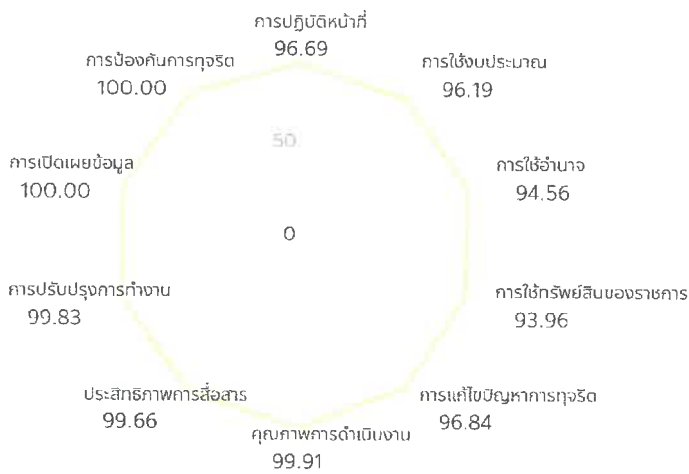 การปฏิบัติหน้าที่
96.69
การป้องกันการทุจริต
100.00
การใช้งบประมาณ
96.19
50
การเปิดเผยข้อมูล
100.00
การใช้อำนาจ
94.56
0
การปรับปรุงการทำงาน
99.83
การใช้ทรัพย์สินของราชการ
93.96
ประสิทธิภาพการสื่อสาร
99.66
การแก้ไขปัญหาการทุจริต
96.84
คุณภาพการดำเนินงาน
99.91